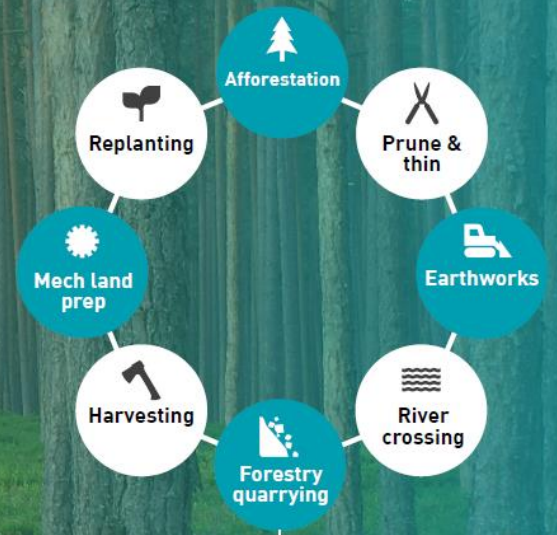 Afforestation
Prune &
thin
Earthworks
River
crossing
Forestry
quarrying
Harvesting
Mech land
prep
Replanting